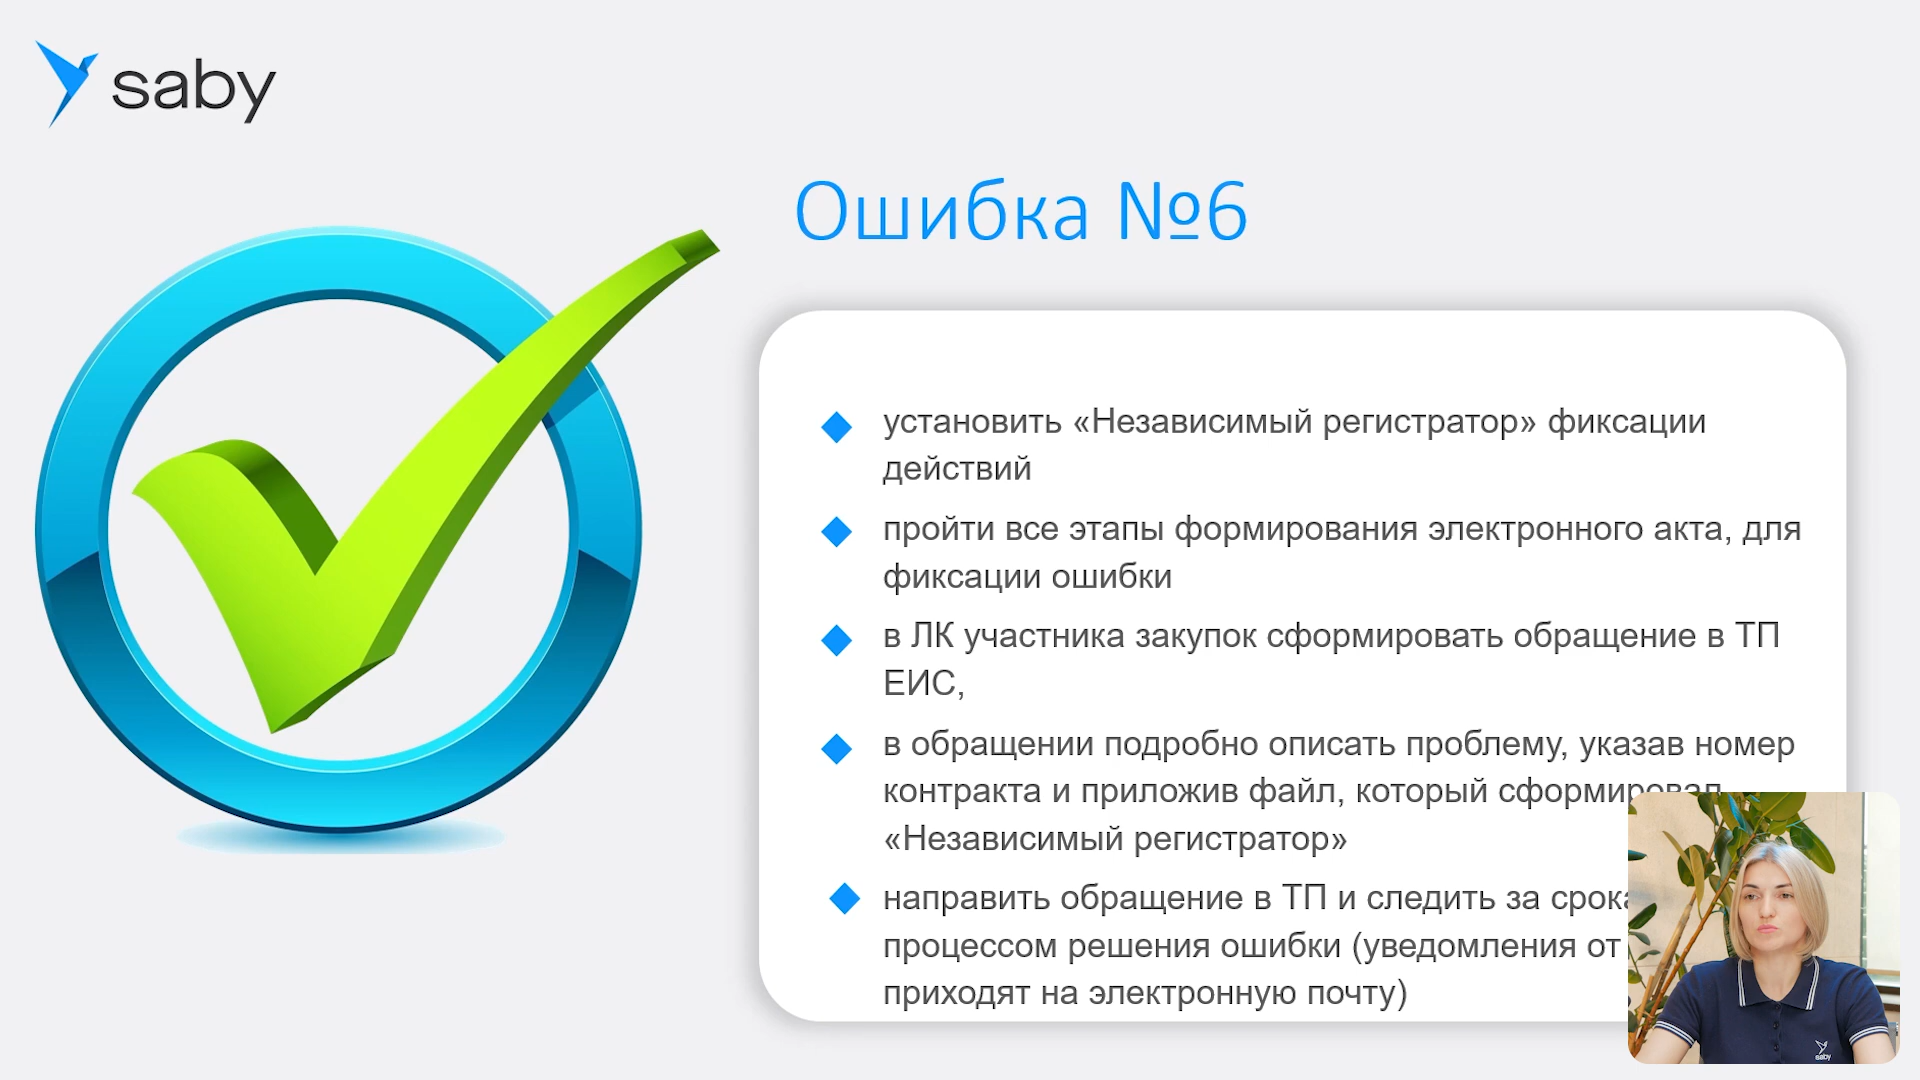 saby
Ошибка №6
установить «Независимый регистратор» фиксации
действий
пройти все этапы формирования электронного акта, для
фиксации ошибки
в ЛК участника закупок сформировать обращение в ТП
ЕИС,
в обращении подробно описать проблему, указав номер
контракта и приложив файл, который сформировал
«Независимый регистратор»
направить обращение в ТП и следить за
процессом решения ошибки (уведомления от
приходят на электронную почту)
saby